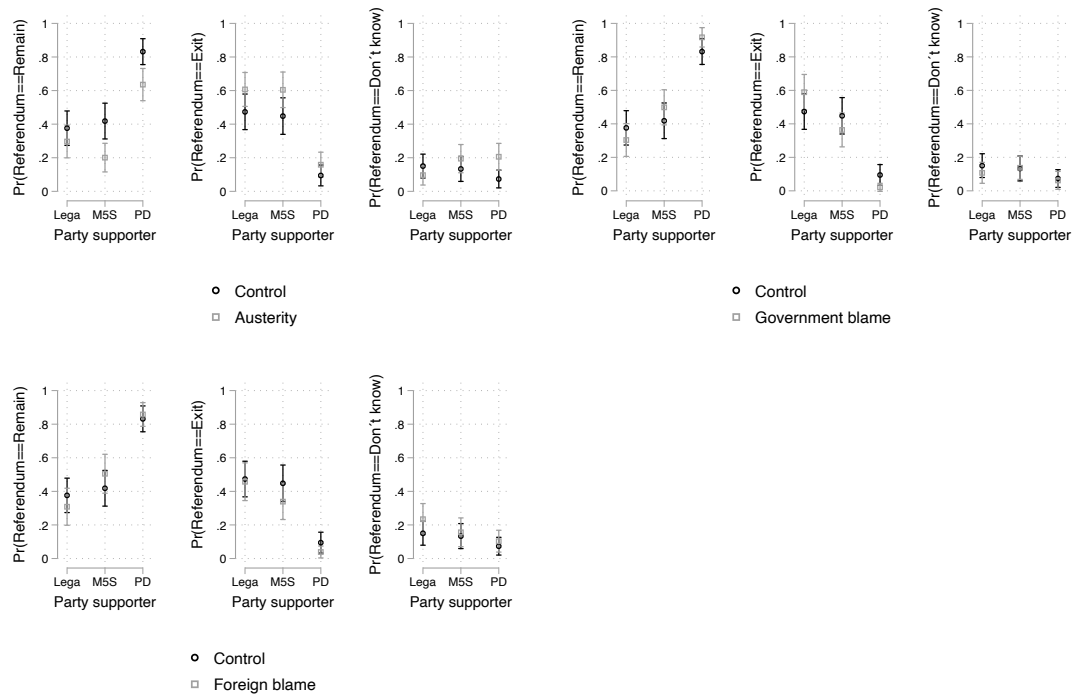 Pr(Referendum==Remain)
1
.8
.6
.4
.2
0
Lega M5S PD
Party supporter
Pr(Referendum==Exit)
1
.8
.6
.4
.2
0
Lega M5S PD
Party supporter
Pr(Referendum==Don´t know)
1
.8
.6
.4
.2
0
Lega M5S PD
Party supporter
Control
Austerity
Pr(Referendum==Remain)
1
.8
.6
.4
.2
0
Lega M5S PD
Party supporter
Pr(Referendum==Exit)
1
.8
.6
.4
.2
0
Lega M5S PD
Party supporter
Pr(Referendum==Don´t know)
1
.8
.6
.4
.2
0
Lega M5S PD
Party supporter
Control
Government blame
Pr(Referendum==Remain)
1
.8
.6
.4
.2
0
Lega M5S PD
Party supporter
Pr(Referendum==Exit)
1
.8
.6
.4
.2
0
Lega M5S PD
Party supporter
Pr(Referendum==Don´t know)
1
.8
.6
.4
.2
0
Lega M5S PD
Party supporter
Control
Foreign blame